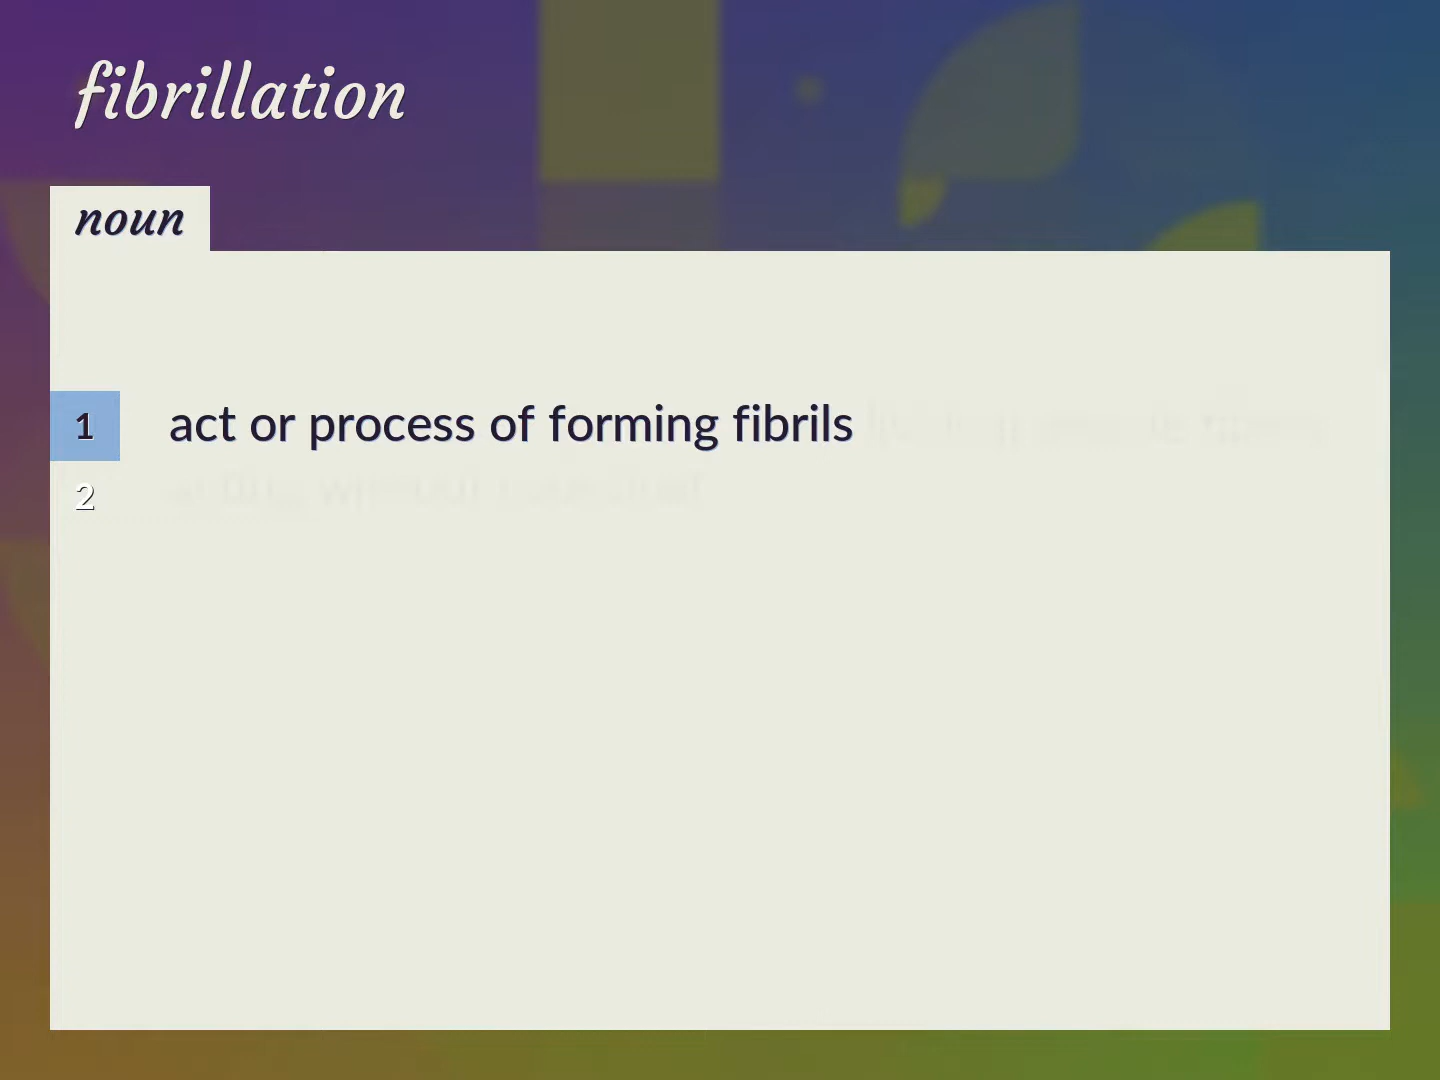 fibrillation
noun
1 act or process of forming fibrils
2